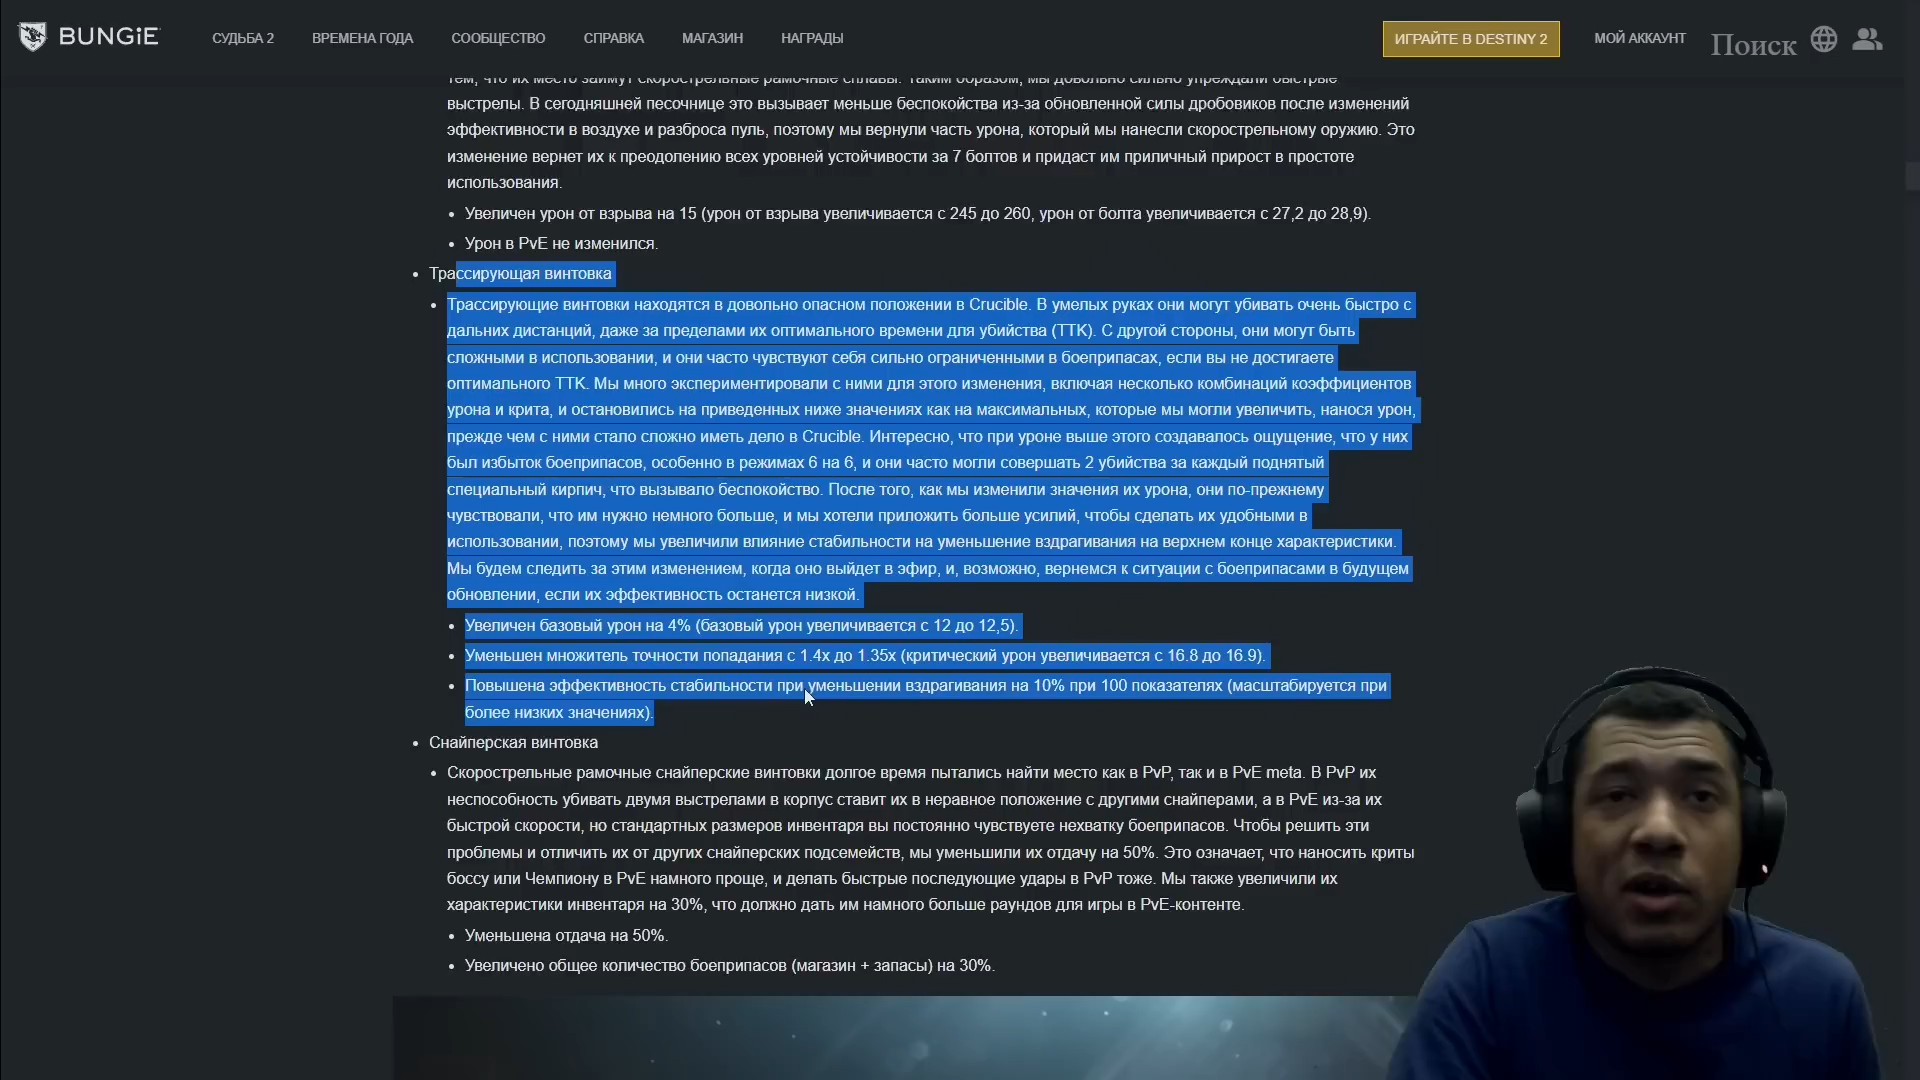 BUNGiE
СУДЬБА 2
ВРЕМЕНА ГОДА
СООБЩЕСТВО
СПРАВКА
МАГАЗИН
НАГРАДЫ
ИГРАЙТЕ В DESTINY 2
МОЙ АККАУНТ
Поиск
тем, что их место займут скорострельные рамочные сплавы. Таким образом, мы довольно сильно упреждали быстрые
выстрелы. В сегодняшней песочнице это вызывает меньше беспокойства из-за обновленной силы дробовиков после изменений
эффективности в воздухе и разброса пуль, поэтому мы вернули часть урона, который мы нанесли скорострельному оружию. Это
изменение вернет их к преодолению всех уровней устойчивости за 7 болтов и придаст им приличный прирост в простоте
использования.
• Увеличен урон от взрыва на 15 (урон от взрыва увеличивается с 245 до 260, урон от болта увеличивается с 27,2 до 28,9).
• Урон в PvE не изменился.
• Трассирующая винтовка
• Трассирующие винтовки находятся в довольно опасном положении в Crucible. В умелых руках они могут убивать очень быстро с
дальних дистанций, даже за пределами их оптимального времени для убийства (TTK). С другой стороны, они могут быть
сложными в использовании, и они часто чувствуют себя сильно ограниченными в боеприпасах, если вы не достигаете
оптимального TTK. Мы много экспериментировали с ними для этого изменения, включая несколько комбинаций коэффициентов
урона и крита, и остановились на приведенных ниже значениях как на максимальных, которые мы могли увеличить, нанося урон,
прежде чем с ними стало сложно иметь дело в Crucible. Интересно, что при уроне выше этого создавалось ощущение, что у них
был избыток боеприпасов, особенно в режимах 6 на 6, и они часто могли совершать 2 убийства за каждый поднятый
специальный кирпич, что вызывало беспокойство. После того, как мы изменили значения их урона, они по-прежнему
чувствовали, что им нужно немного больше, и мы хотели приложить больше усилий, чтобы сделать их удобными в
использовании, поэтому мы увеличили влияние стабильности на уменьшение вздрагивания на верхнем конце характеристики.
Мы будем следить за этим изменением, когда оно выйдет в эфир, и, возможно, вернемся к ситуации с боеприпасами в будущем
обновлении, если их эффективность останется низкой.
• Увеличен базовый урон на 4% (базовый урон увеличивается с 12 до 12,5).
• Уменьшен множитель точности попадания с 1.4x до 1.35x (критический урон увеличивается с 16.8 до 16.9).
• Повышена эффективность стабильности при уменьшении вздрагивания на 10% при 100 показателях (масштабируется при
более низких значениях).
• Снайперская винтовка
• Скорострельные рамочные снайперские винтовки долгое время пытались найти место как в PvP, так и в PvE meta. В PvP их
неспособность убивать двумя выстрелами в корпус ставит их в неравное положение с другими снайперами, а в PvE из-за их
быстрой скорости, но стандартных размеров инвентаря вы постоянно чувствуете нехватку боеприпасов. Чтобы решить эти
проблемы и отличить их от других снайперских подсемейств, мы уменьшили их отдачу на 50%. Это означает, что наносить криты
боссу или Чемпиону в PvE намного проще, и делать быстрые последующие удары в PvP тоже. Мы также увеличили их
характеристики инвентаря на 30%, что должно дать им намного больше раундов для игры в PvE-контенте.
• Уменьшена отдача на 50%.
• Увеличено общее количество боеприпасов (магазин + запасы) на 30%.